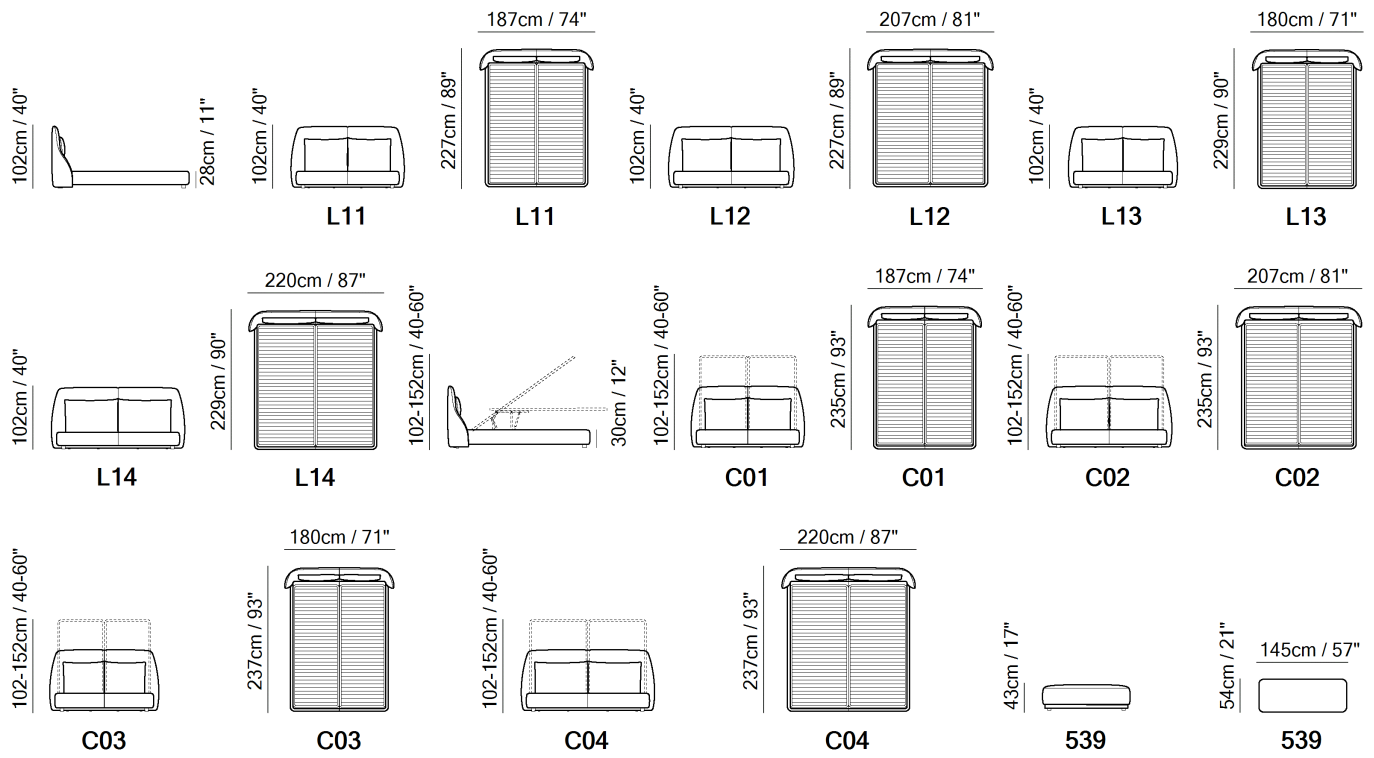 187cm / 74"
207cm / 81"
180cm / 71"
102cm / 40"
28cm / 11"
102cm / 40"
227cm / 89"
102cm / 40"
227cm / 89"
102cm / 40"
229cm / 90"
L11
L11
L12
L12
L13
L13
220cm / 87"
187cm / 74"
207cm / 81"
102cm / 40"
229cm / 90"
102-152cm / 40-60"
30cm / 12"
102-152cm / 40-60"
235cm / 93"
102-152cm / 40-60"
235cm / 93"
L14
L14
C01
C01
C02
C02
180cm / 71"
220cm / 87"
145cm / 57"
102-152cm / 40-60"
237cm / 93"
102-152cm / 40-60"
237cm / 93"
43cm / 17"
54cm / 21"
C03
C03
C04
C04
539
539